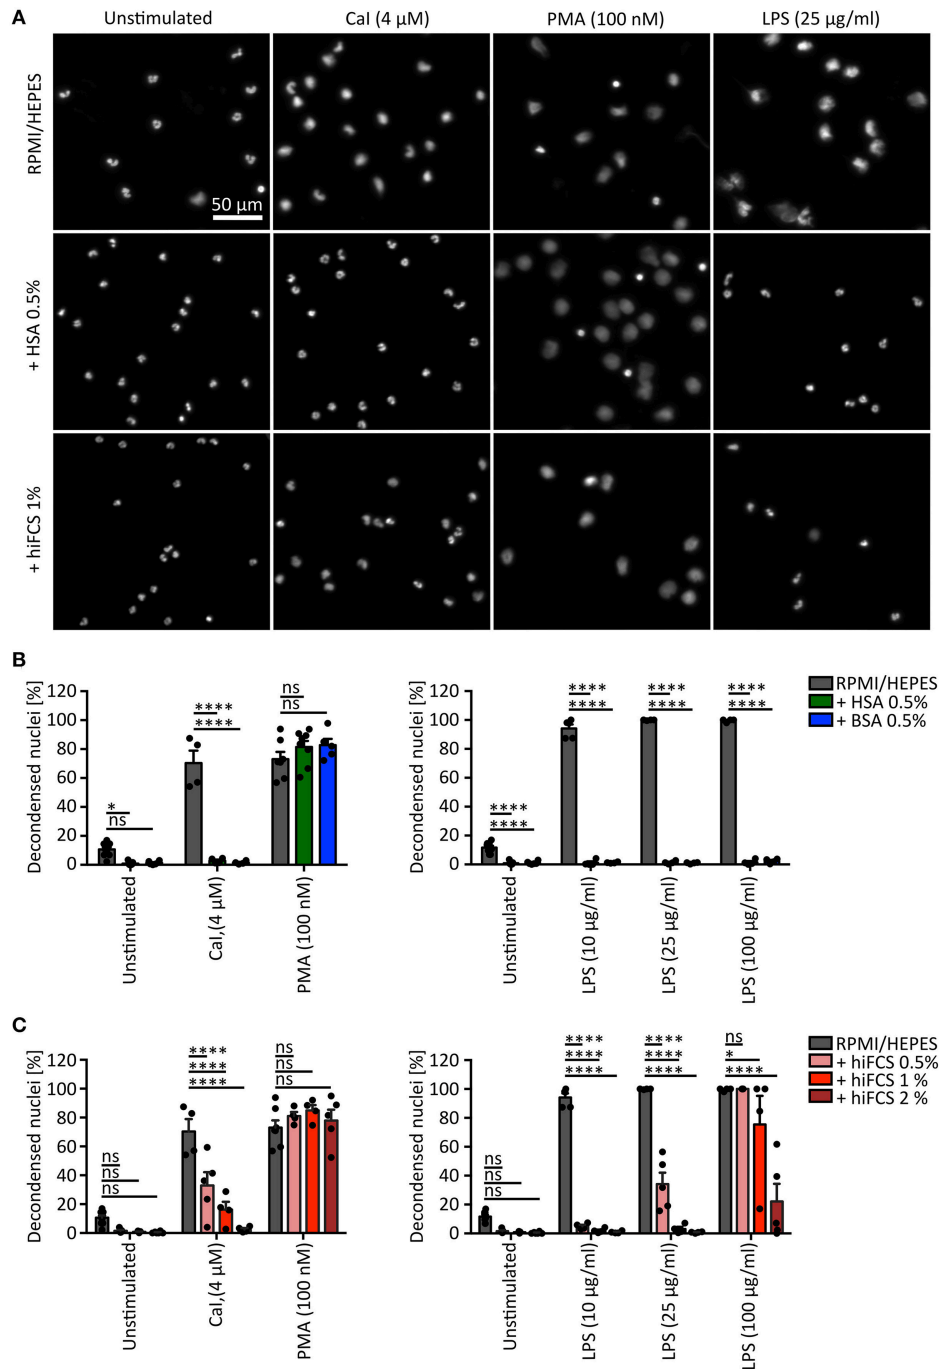 A
Unstimulated
CaI (4 µM)
PMA (100 nM)
LPS (25 µg/ml)
RPMI/HEPES
50 µm
+ HSA 0.5%
+ hiFCS 1%
B
Decondensed nuclei [%]
120
100
80
60
40
20
0
*
ns
****
****
ns
ns
Unstimulated
CaI,(4 µM)
PMA (100 nM)
Decondensed nuclei [%]
120
100
80
60
40
20
0
****
****
****
****
****
****
****
****
Unstimulated
LPS (10 µg/ml)
LPS (25 µg/ml)
LPS (100 µg/ml)
RPMI/HEPES
+ HSA 0.5%
+ BSA 0.5%
C
Decondensed nuclei [%]
120
100
80
60
40
20
0
ns
ns
ns
****
****
****
ns
ns
ns
Unstimulated
CaI,(4 µM)
PMA (100 nM)
Decondensed nuclei [%]
120
100
80
60
40
20
0
ns
ns
ns
****
****
****
****
****
****
ns
*
****
Unstimulated
LPS (10 µg/ml)
LPS (25 µg/ml)
LPS (100 µg/ml)
RPMI/HEPES
+ hiFCS 0.5%
+ hiFCS 1 %
+ hiFCS 2 %